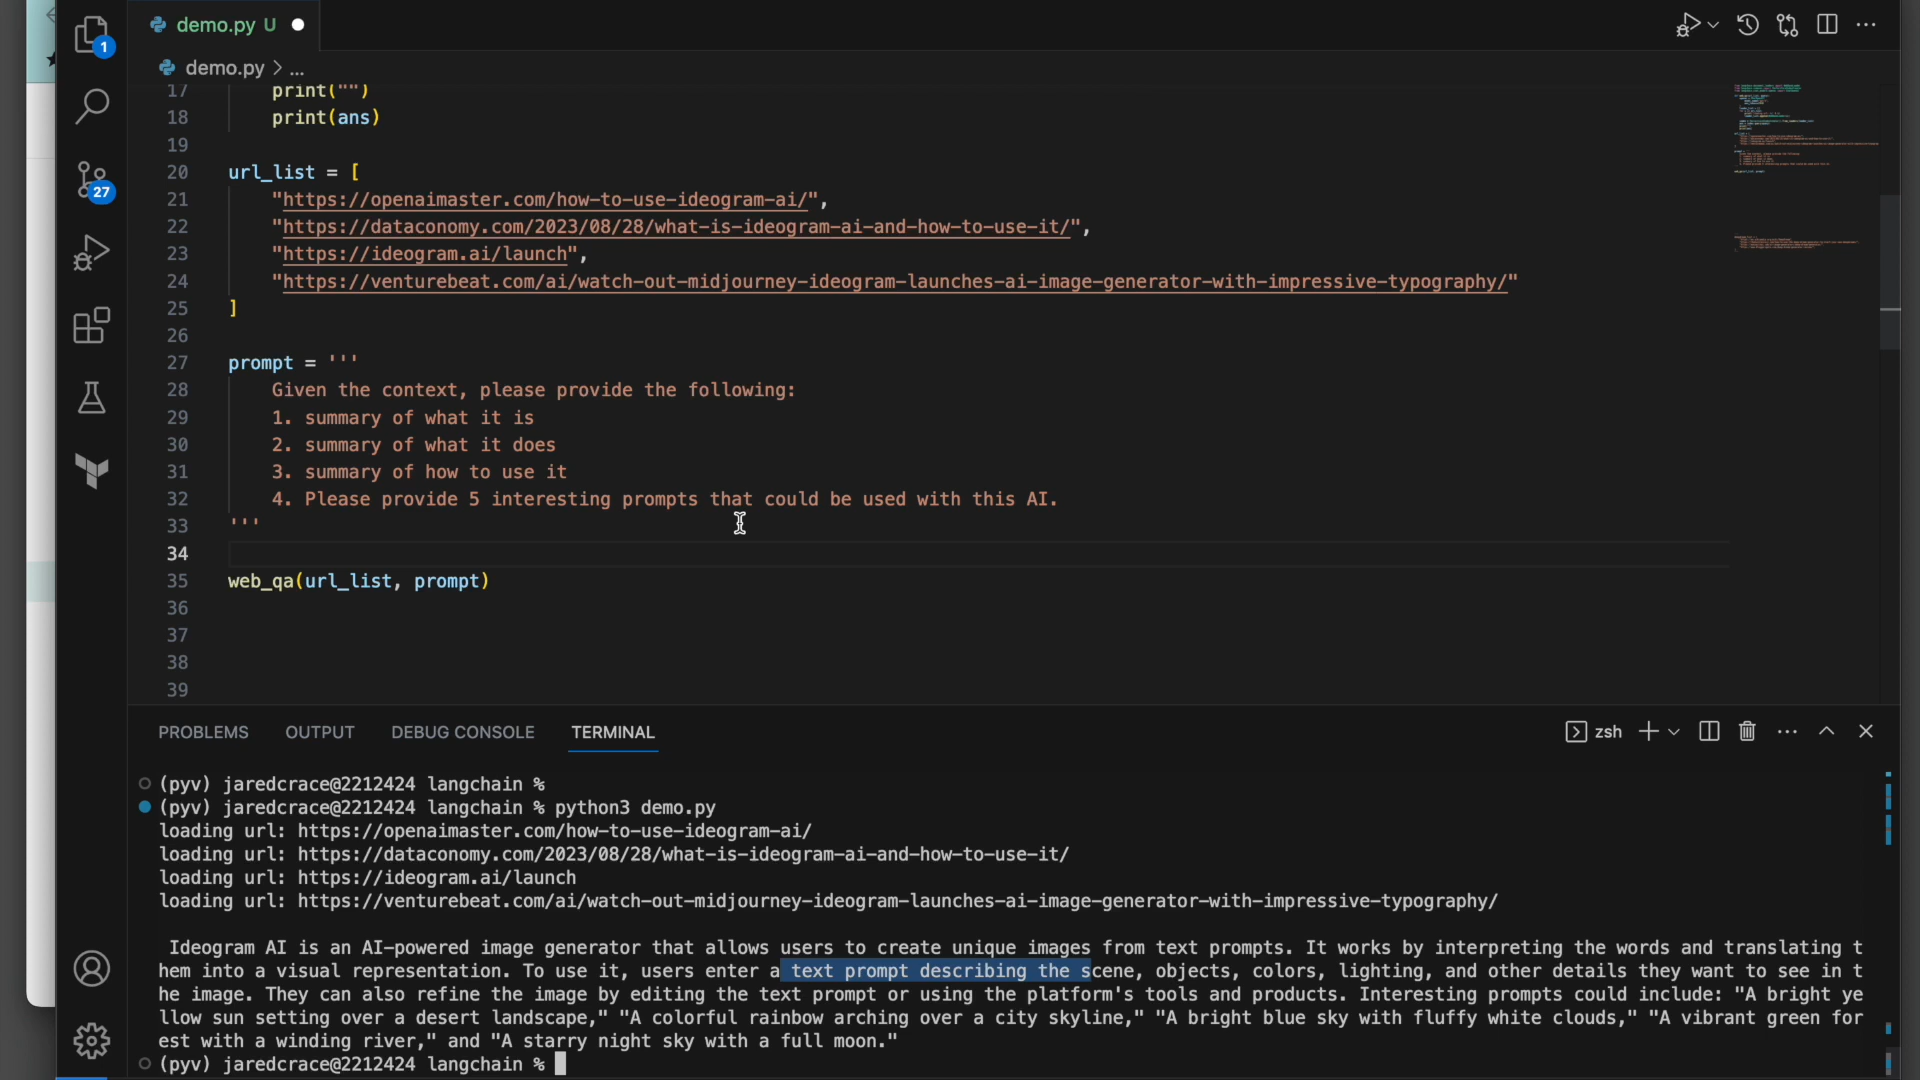 1
demo.py U
demo.py > ...
17 print("")
18 print(ans)
19
20 url_list = [
21 "https://openaimaster.com/how-to-use-ideogram-ai/",
22 "https://dataconomy.com/2023/08/28/what-is-ideogram-ai-and-how-to-use-it/",
23 "https://ideogram.ai/launch",
24 "https://venturebeat.com/ai/watch-out-midjourney-ideogram-launches-ai-image-generator-with-impressive-typography/"
25 ]
26
27 prompt = '''
28 Given the context, please provide the following:
29 1. summary of what it is
30 2. summary of what it does
31 3. summary of how to use it
32 4. Please provide 5 interesting prompts that could be used with this AI.
33 '''
34
35 web_qa(url_list, prompt)
36
37
38
39
27
PROBLEMS OUTPUT DEBUG CONSOLE TERMINAL zsh
(pyv) jaredcrace@2212424 langchain %
(pyv) jaredcrace@2212424 langchain % python3 demo.py
loading url: https://openaimaster.com/how-to-use-ideogram-ai/
loading url: https://dataconomy.com/2023/08/28/what-is-ideogram-ai-and-how-to-use-it/
loading url: https://ideogram.ai/launch
loading url: https://venturebeat.com/ai/watch-out-midjourney-ideogram-launches-ai-image-generator-with-impressive-typography/
Ideogram AI is an AI-powered image generator that allows users to create unique images from text prompts. It works by interpreting the words and translating t
hem into a visual representation. To use it, users enter a text prompt describing the scene, objects, colors, lighting, and other details they want to see in t
he image. They can also refine the image by editing the text prompt or using the platform's tools and products. Interesting prompts could include: "A bright ye
llow sun setting over a desert landscape," "A colorful rainbow arching over a city skyline," "A bright blue sky with fluffy white clouds," "A vibrant green for
est with a winding river," and "A starry night sky with a full moon."
(pyv) jaredcrace@2212424 langchain %